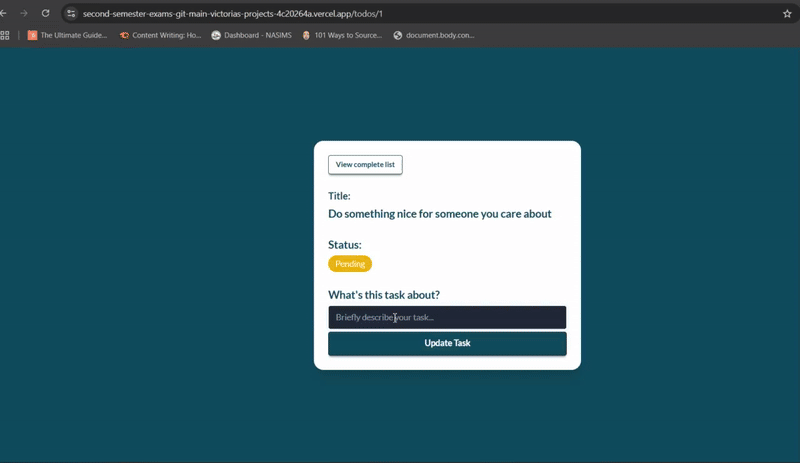 second-semester-exams-git-main-victorias-projects-4c20264a.vercel.app/todos/1
The Ultimate Guide... Content Writing: Ho... Dashboard - NASIMS 101 Ways to Source... document.body.con...
View complete list
Title:
Do something nice for someone you care about
Status:
Pending
What's this task about?
Briefly describe your task...
Update Task